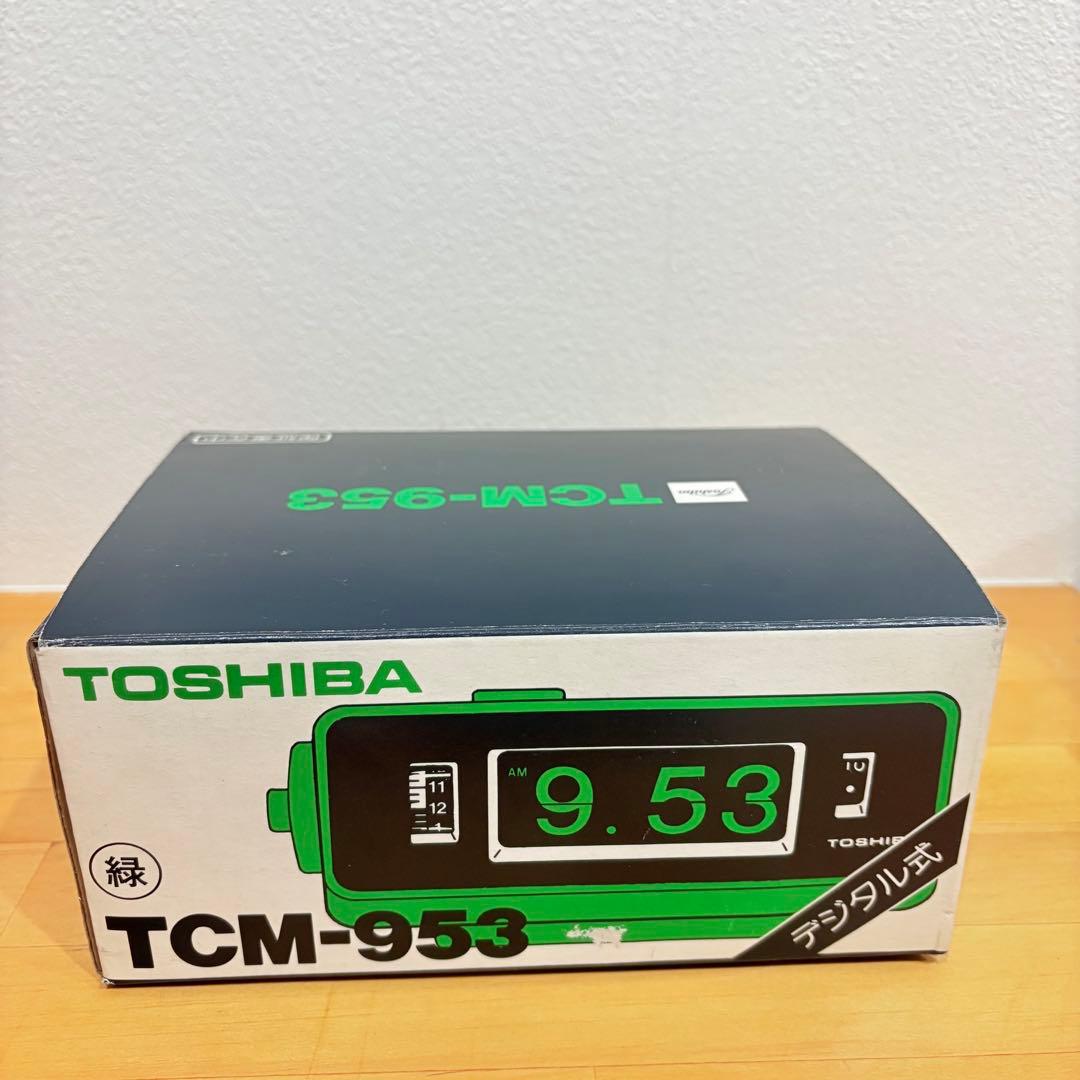 TCM-953
Toshiba
TOSHIBA
AM
9.53
11
12
1
TOSHIB
緑
TCM-953
デジタル式